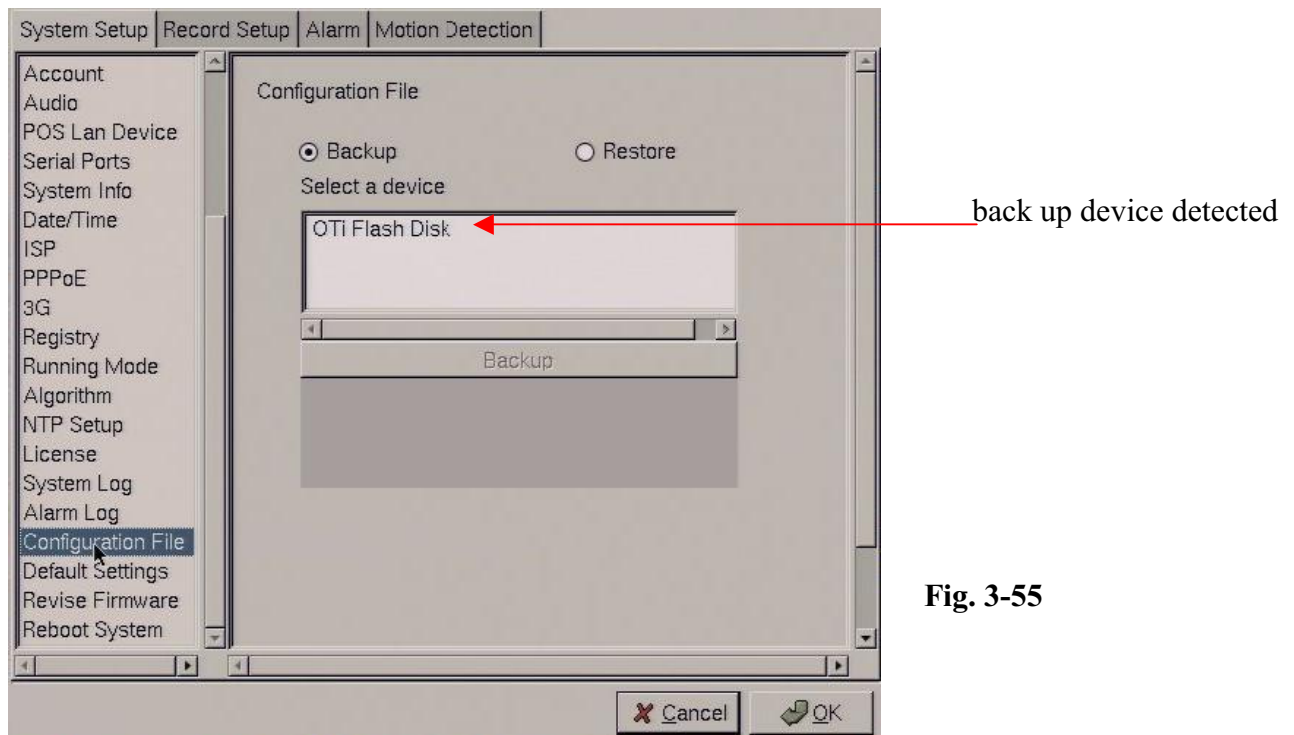 System Setup Record Setup Alarm Motion Detection
Account
Audio
POS Lan Device
Serial Ports
System Info
Date/Time
ISP
PPPoE
3G
Registry
Running Mode
Algorithm
NTP Setup
License
System Log
Alarm Log
Configuration File
Default Settings
Revise Firmware
Reboot System
Configuration File
Backup Restore
Select a device
OTi Flash Disk
Backup
Cancel OK
back up device detected
Fig. 3-55